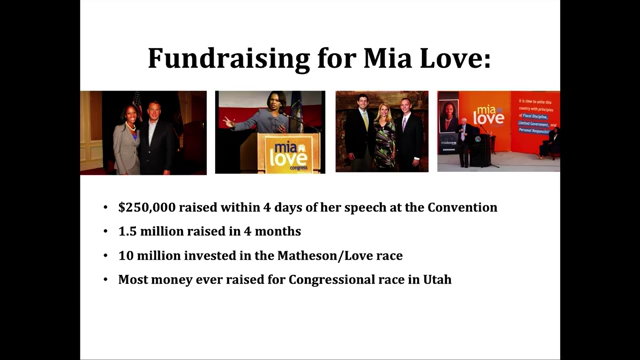 Fundraising for Mia Love:
mia
love
congress
mia
love
• $250,000 raised within 4 days of her speech at the Convention
• 1.5 million raised in 4 months
• 10 million invested in the Matheson/Love race
• Most money ever raised for Congressional race in Utah